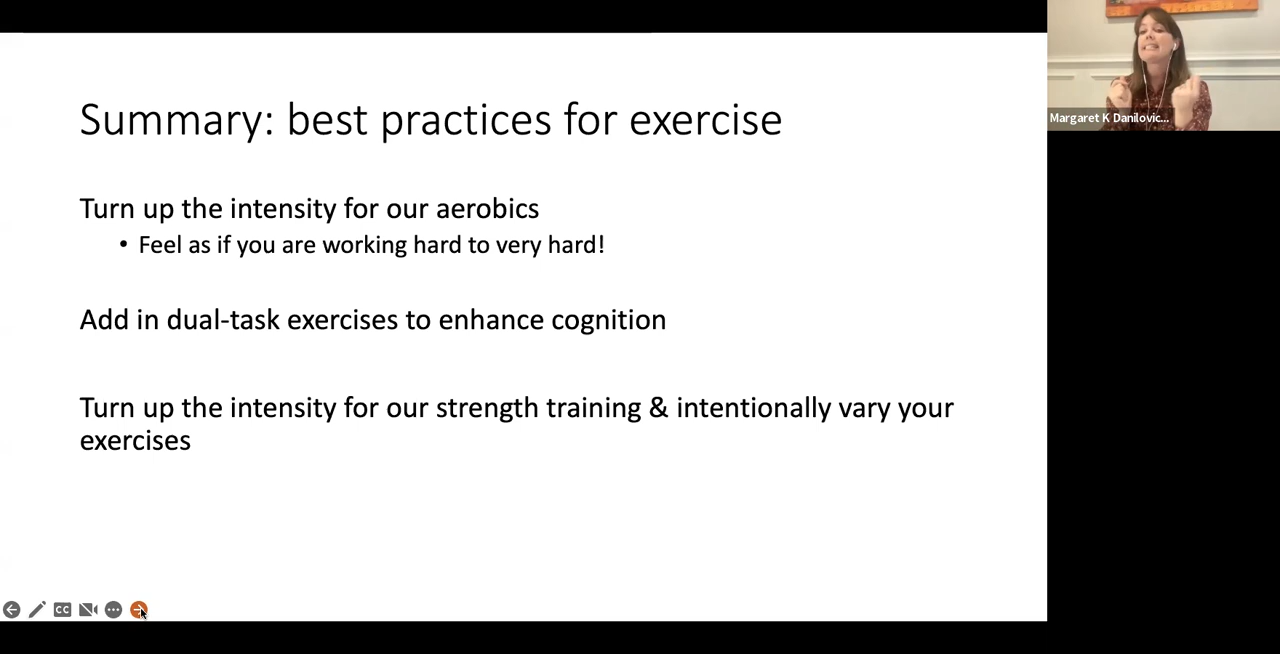 Summary: best practices for exercise
Turn up the intensity for our aerobics
• Feel as if you are working hard to very hard!
Add in dual-task exercises to enhance cognition
Turn up the intensity for our strength training & intentionally vary your
exercises
Margaret K Danilovic...
CC